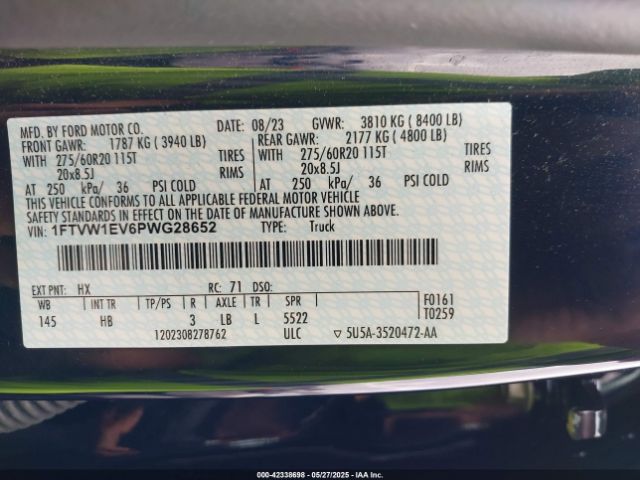 MFD. BY FORD MOTOR CO. DATE: 08/23 GVWR: 3810 KG ( 8400 LB)
FRONT GAWR: 1787 KG ( 3940 LB) REAR GAWR: 2177 KG ( 4800 LB)
WITH 275/60R20 115T TIRES WITH 275/60R20 115T TIRES
20x8.5J RIMS 20x8.5J RIMS
AT 250 kPa/ 36 PSI COLD AT 250 kPa/ 36 PSI COLD
THIS VEHICLE CONFORMS TO ALL APPLICABLE FEDERAL MOTOR VEHICLE
SAFETY STANDARDS IN EFFECT ON THE DATE OF MANUFACTURE SHOWN ABOVE.
VIN: 1FTVW1EV6PWG28652 TYPE: Truck
EXT PNT: HX RC: 71 DSO:
WB INT TR TP/PS R AXLE TR SPR F0161
145 HB 3 LB L 5522 T0259
1202308278762 ULC ▽ 5U5A-3520472-AA
000-42338698 - 05/27/2025 - IAA Inc.